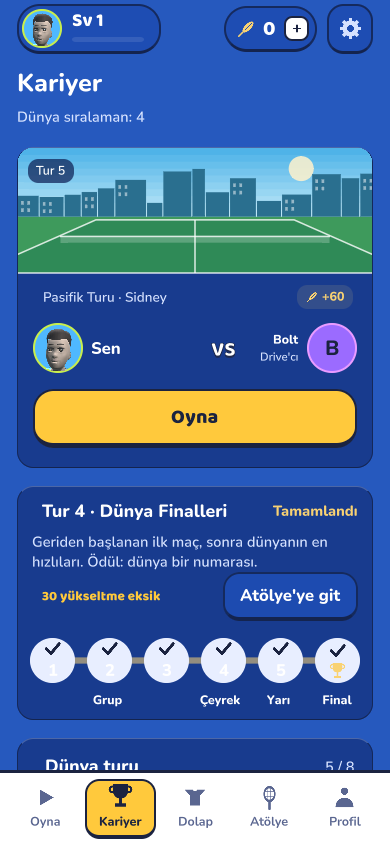 Sv 1
0
+
Kariyer
Dünya sıralaman: 4
Tur 5
Pasifik Turu · Sidney
+60
Sen
VS
Bolt
Drive'cı
B
Oyna
Tur 4 · Dünya Finalleri
Tamamlandı
Geriden başlanan ilk maç, sonra dünyanın en
hızlıları. Ödül: dünya bir numarası.
30 yükseltme eksik
Atölye'ye git
1 2 3 4 5
Grup Çeyrek Yarı Final
Dünya turu
5 / 8
Oyna Kariyer Dolap Atölye Profil